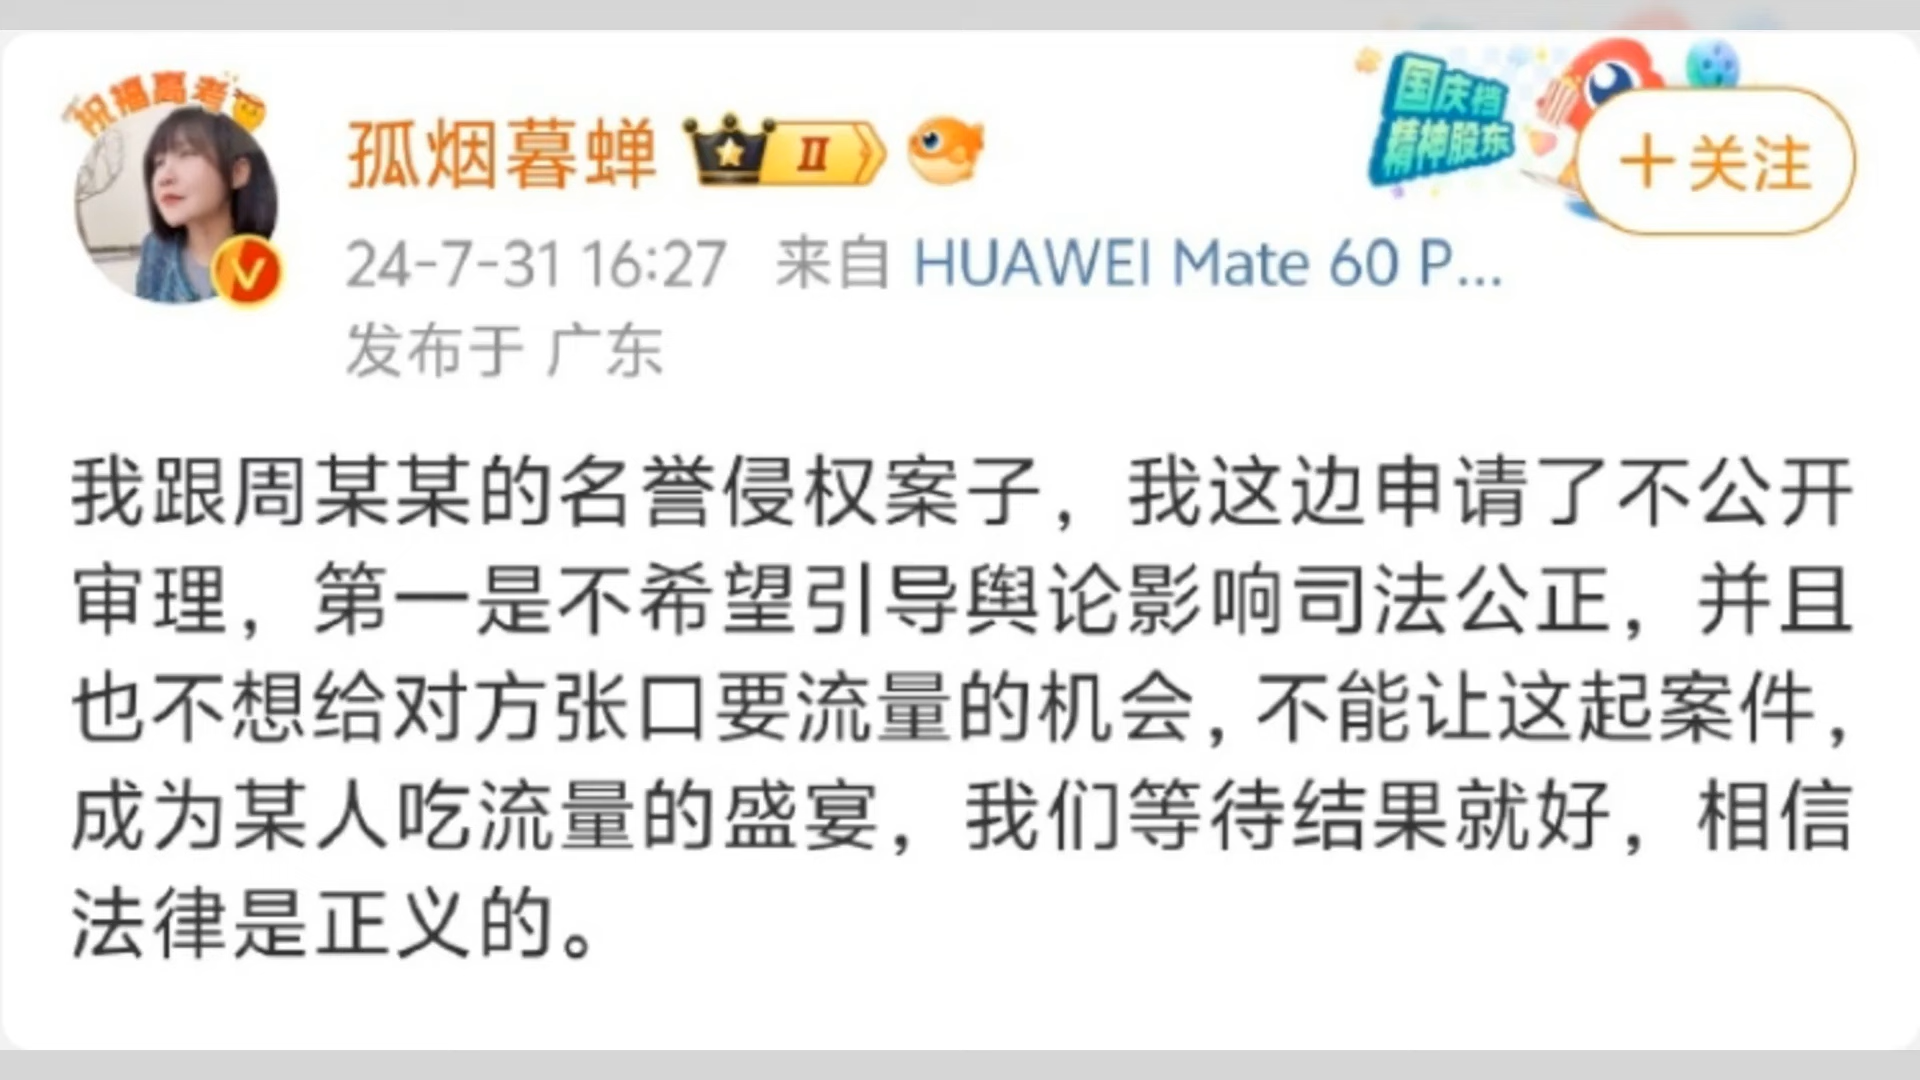 祝福高考
孤烟暮蝉
II
国庆档
精神股东
+关注
24-7-31 16:27 来自 HUAWEI Mate 60 P...
发布于 广东
我跟周某某的名誉侵权案子，我这边申请了不公开
审理，第一是不希望引导舆论影响司法公正，并且
也不想给对方张口要流量的机会，不能让这起案件，
成为某人吃流量的盛宴，我们等待结果就好，相信
法律是正义的。